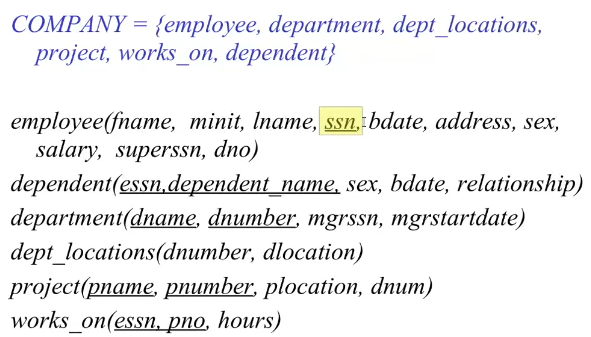 COMPANY = {employee, department, dept_locations,
project, works_on, dependent}
employee(fname, minit, lname, ssn, bdate, address, sex,
salary, superssn, dno)
dependent(essn,dependent_name, sex, bdate, relationship)
department(dname, dnumber, mgrssn, mgrstartdate)
dept_locations(dnumber, dlocation)
project(pname, pnumber, plocation, dnum)
works_on(essn, pno, hours)